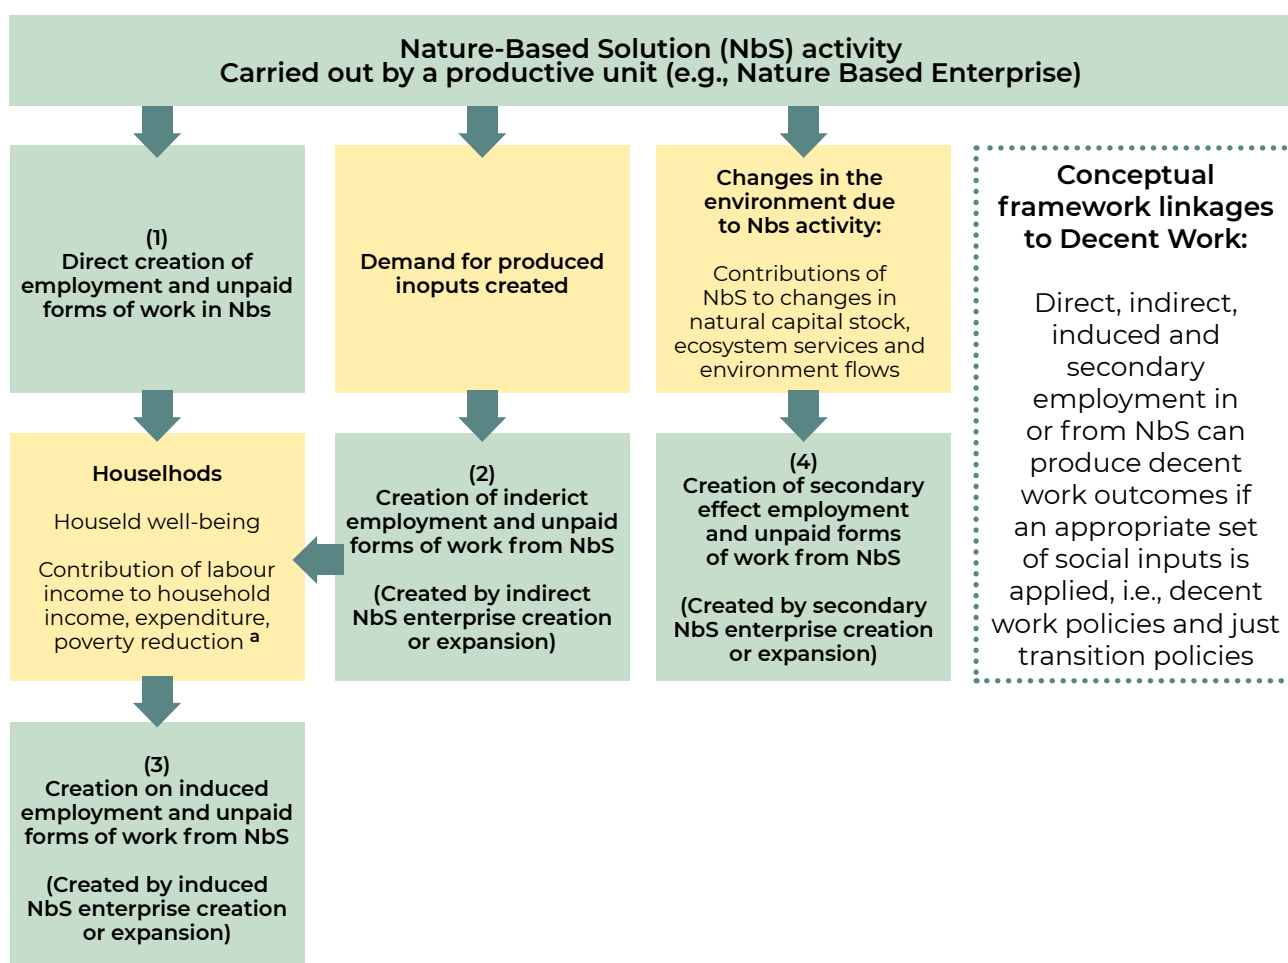 Nature-Based Solution (NbS) activity
Carried out by a productive unit (e.g., Nature Based Enterprise)
(1)
Direct creation of
employment and unpaid
forms of work in Nbs
Demand for produced
inoputs created
Changes in the
environment due
to Nbs activity:
Contributions of
NbS to changes in
natural capital stock,
ecosystem services and
environment flows
Conceptual
framework linkages
to Decent Work:
Direct, indirect,
induced and
secondary
employment in
or from NbS can
produce decent
work outcomes if
an appropriate set
of social inputs is
applied, i.e., decent
work policies and just
transition policies
Houselhods
Houseld well-being
Contribution of labour
income to household
income, expenditure,
poverty reduction a
(2)
Creation of inderict
employment and unpaid
forms of work from NbS
(Created by indirect
NbS enterprise creation
or expansion)
(4)
Creation of secondary
effect employment
and unpaid forms
of work from NbS
(Created by secondary
NbS enterprise creation
or expansion)
(3)
Creation on induced
employment and unpaid
forms of work from NbS
(Created by induced
NbS enterprise creation
or expansion)